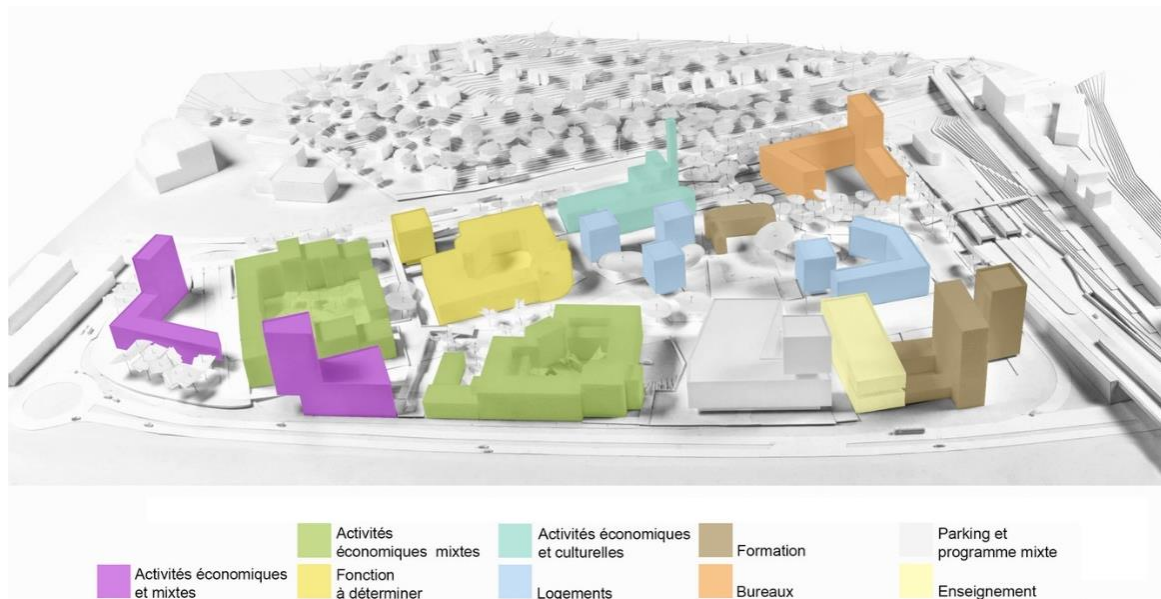 Activités
économiques mixtes
Activités économiques
et culturelles
Formation
Parking et
programme mixte
Activités économiques
et mixtes
Fonction
à déterminer
Logements
Bureaux
Enseignement